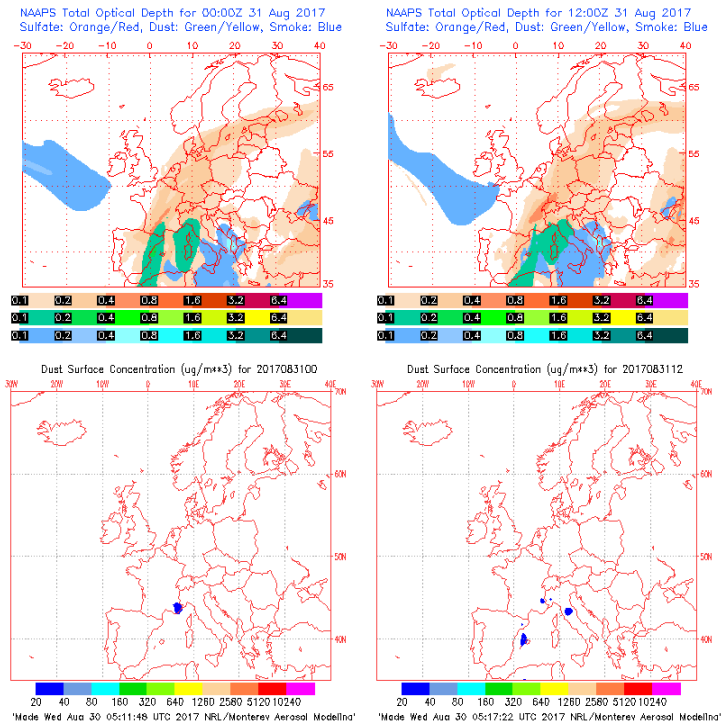 NAAPS Total Optical Depth for 00:00Z 31 Aug 2017
Sulfate: Orange/Red, Dust: Green/Yellow, Smoke: Blue
-30 -20 -10 0 10 20 30 40
65
55
45
35
0.1 0.2 0.4 0.8 1.6 3.2 6.4
0.1 0.2 0.4 0.8 1.6 3.2 6.4
0.1 0.2 0.4 0.8 1.6 3.2 6.4
NAAPS Total Optical Depth for 12:00Z 31 Aug 2017
Sulfate: Orange/Red, Dust: Green/Yellow, Smoke: Blue
-30 -20 -10 0 10 20 30 40
65
55
45
35
0.1 0.2 0.4 0.8 1.6 3.2 6.4
0.1 0.2 0.4 0.8 1.6 3.2 6.4
0.1 0.2 0.4 0.8 1.6 3.2 6.4
Dust Surface Concentration (ug/m**3) for 2017083100
30W 20W 10W 0 10E 20E 30E 40E
70N
60N
50N
40N
20 40 80 160 320 640 1280 2560 5120 10240
'Made Wed Aug 30 05:11:48 UTC 2017 NRL/Monterey Aerosol Modelling'
Dust Surface Concentration (ug/m**3) for 2017083112
30W 20W 10W 0 10E 20E 30E 40E
70N
60N
50N
40N
20 40 80 160 320 640 1280 2560 5120 10240
'Made Wed Aug 30 05:17:22 UTC 2017 NRL/Monterey Aerosol Modelling'